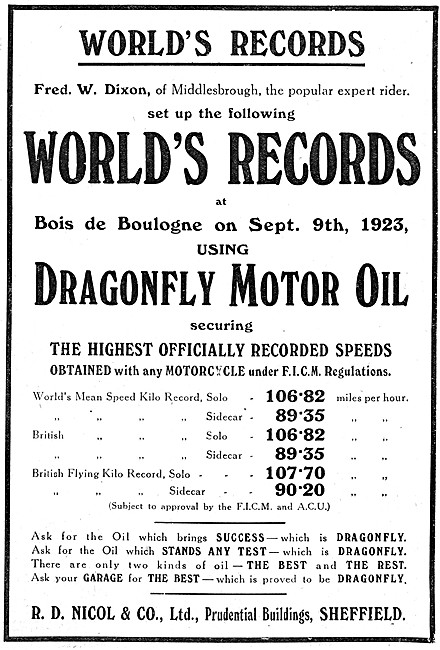 WORLD'S RECORDS
Fred. W. Dixon, of Middlesbrough, the popular expert rider.
set up the following
WORLD'S RECORDS
at
Bois de Boulogne on Sept. 9th, 1923,
USING
DRAGONFLY MOTOR OIL
securing
THE HIGHEST OFFICIALLY RECORDED SPEEDS
OBTAINED with any MOTORCYCLE under F.I.C.M. Regulations.
World's Mean Speed Kilo Record, Solo - 106·82 miles per hour.
,, ,, ,, ,, Sidecar - 89·35 ,, ,,
British ,, ,, ,, Solo - 106·82 ,, ,,
,, ,, ,, ,, Sidecar - 89·35 ,, ,,
British Flying Kilo Record, Solo - - - 107·70 ,, ,,
,, ,, ,, ,, Sidecar - - 90·20 ,, ,,
(Subject to approval by the F.I.C.M. and A.C.U.)
Ask for the Oil which brings SUCCESS—which is DRAGONFLY.
Ask for the Oil which STANDS ANY TEST—which is DRAGONFLY.
There are only two kinds of oil—THE BEST and THE REST.
Ask your GARAGE for THE BEST—which is proved to be DRAGONFLY.
R. D. NICOL & CO., Ltd., Prudential Buildings, SHEFFIELD.